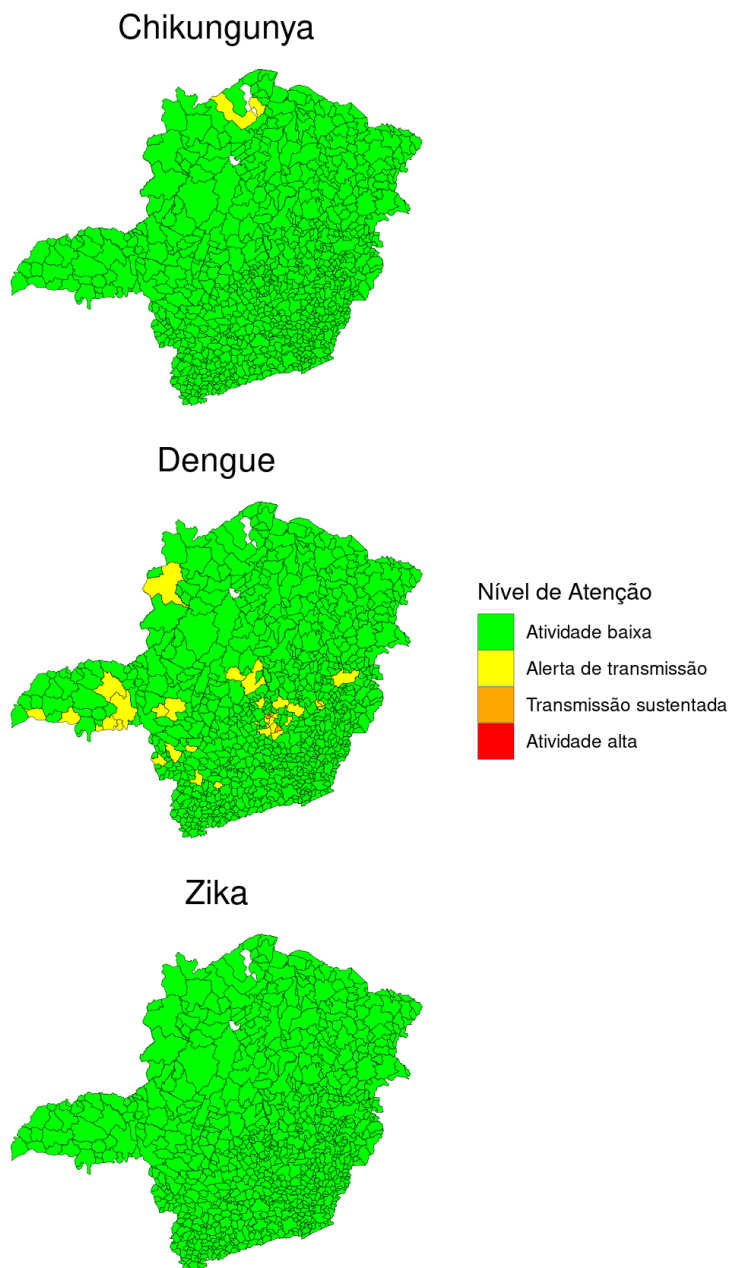 Chikungunya
Dengue
Nível de Atenção
Atividade baixa
Alerta de transmissão
Transmissão sustentada
Atividade alta
Zika